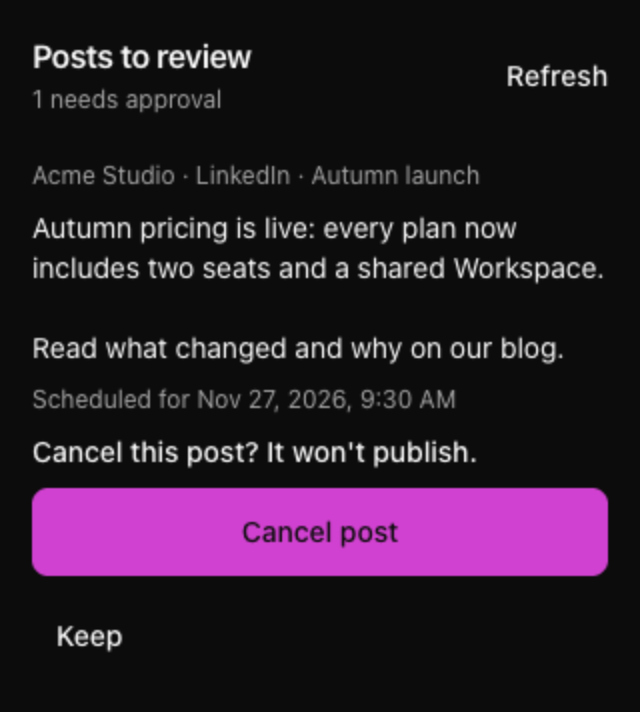 Posts to review
Refresh
1 needs approval
Acme Studio · LinkedIn · Autumn launch
Autumn pricing is live: every plan now
includes two seats and a shared Workspace.
Read what changed and why on our blog.
Scheduled for Nov 27, 2026, 9:30 AM
Cancel this post? It won't publish.
Cancel post
Keep